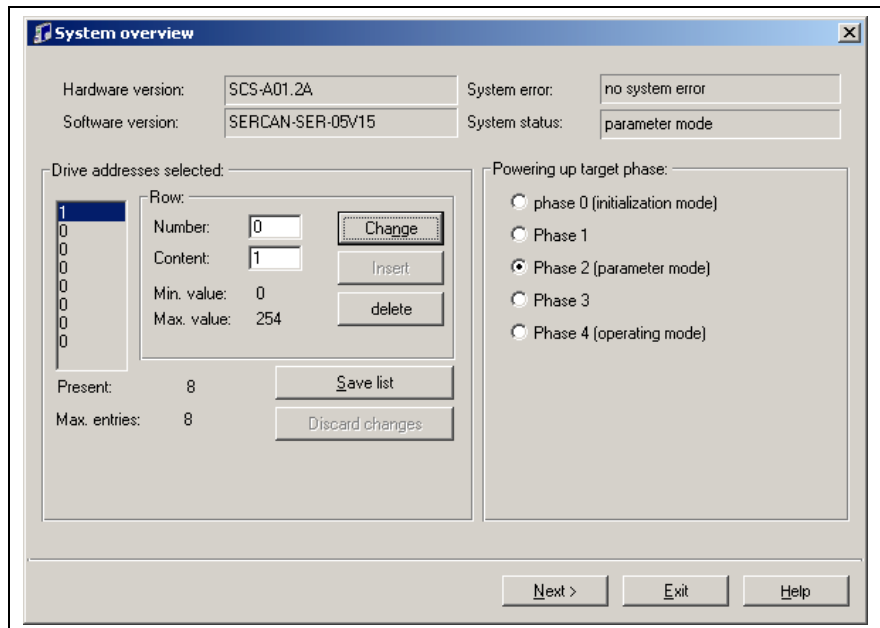 System overview
Hardware version: SCS-A01.2A System error: no system error
Software version: SERCAN-SER-05V15 System status: parameter mode
Drive addresses selected:
1
0
0
0
0
0
0
0
Row:
Number: 0 Change
Content: 1 Insert
Min. value: 0
Max. value: 254 delete
Present: 8 Save list
Max. entries: 8 Discard changes
Powering up target phase:
phase 0 (initialization mode)
Phase 1
Phase 2 (parameter mode)
Phase 3
Phase 4 (operating mode)
Next > Exit Help